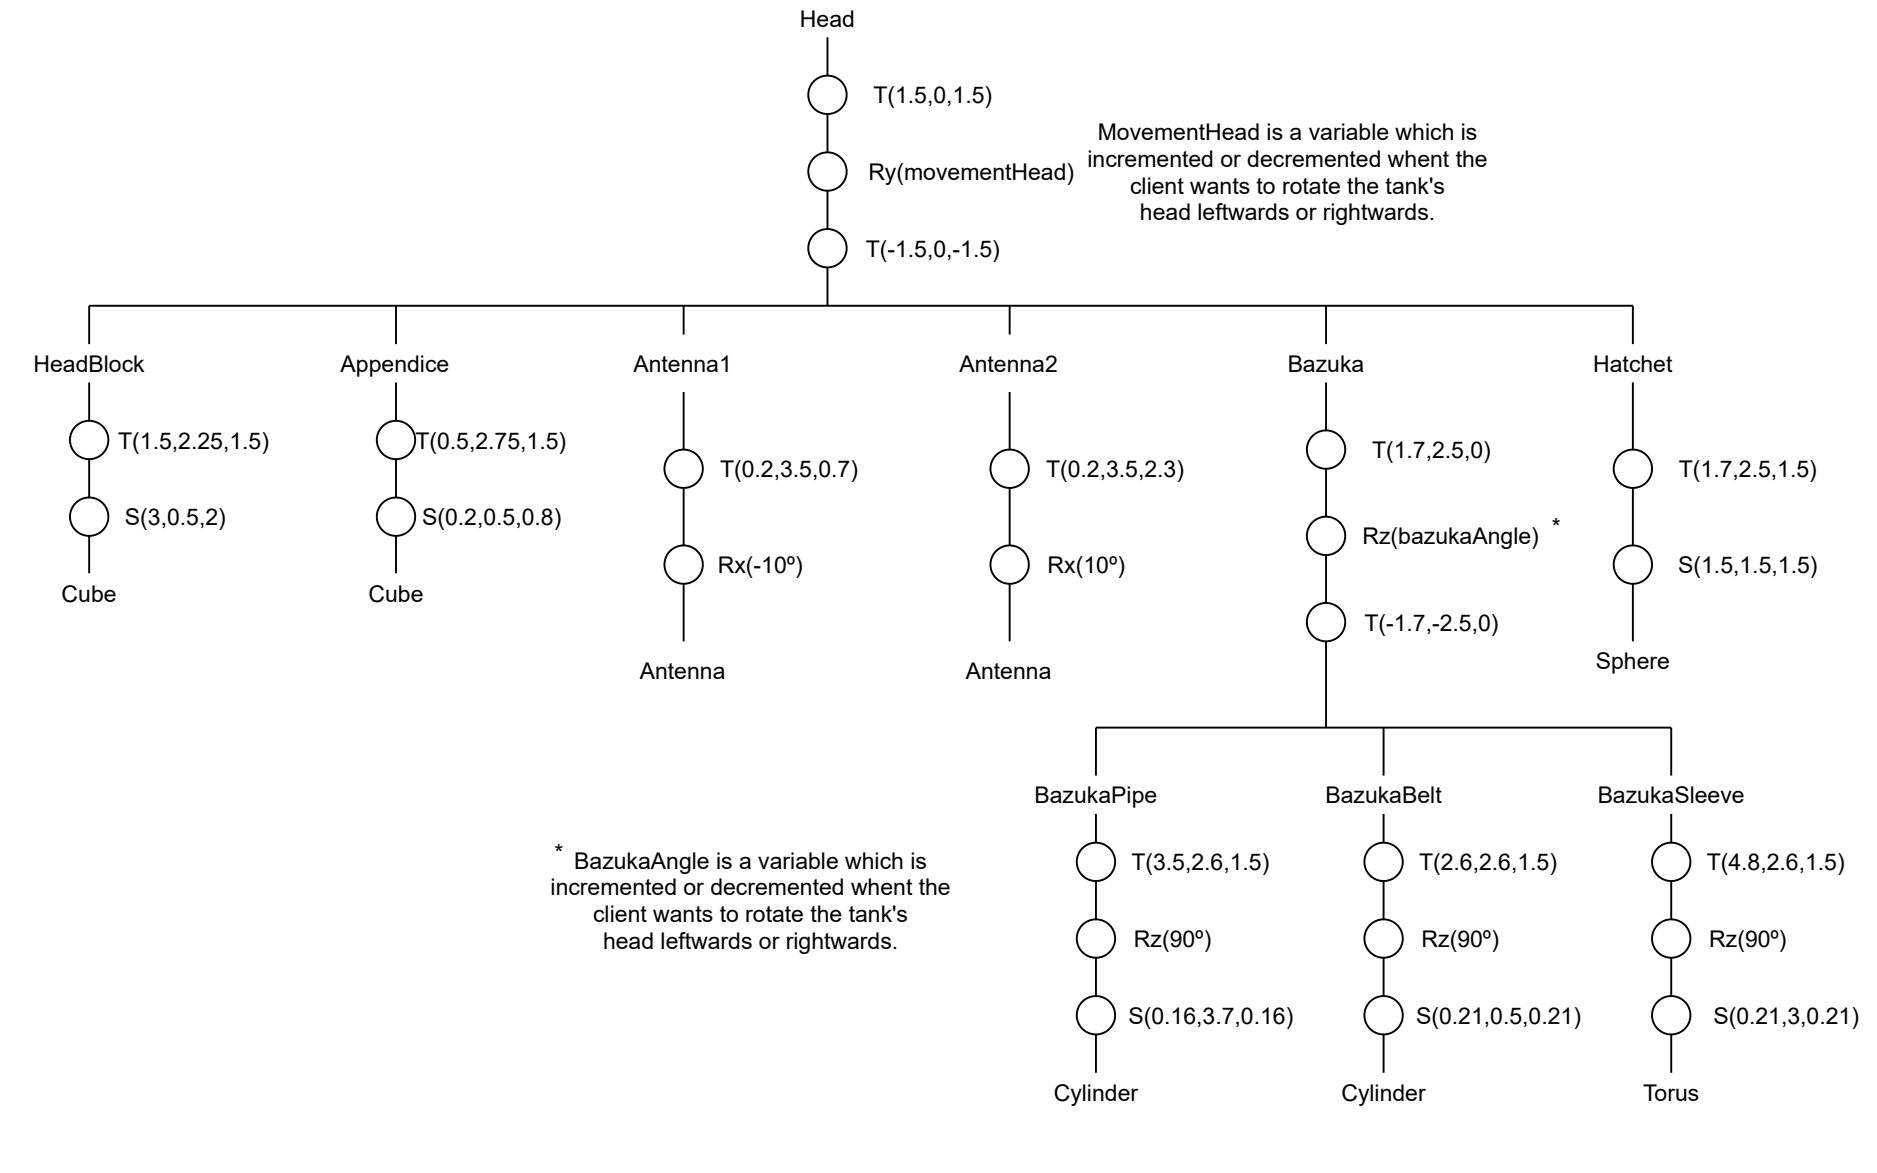 Head
T(1.5,0,1.5)
MovementHead is a variable which is
incremented or decremented whent the
client wants to rotate the tank's
head leftwards or rightwards.
Ry(movementHead)
T(-1.5,0,-1.5)
HeadBlock
Appendice
Antenna1
Antenna2
Bazuka
Hatchet
T(1.5,2.25,1.5)
T(0.5,2.75,1.5)
T(0.2,3.5,0.7)
T(0.2,3.5,2.3)
T(1.7,2.5,0)
T(1.7,2.5,1.5)
S(3,0.5,2)
S(0.2,0.5,0.8)
Rx(-10º)
Rx(10º)
Rz(bazukaAngle) *
S(1.5,1.5,1.5)
Cube
Cube
T(-1.7,-2.5,0)
Antenna
Antenna
Sphere
BazukaPipe
BazukaBelt
BazukaSleeve
* BazukaAngle is a variable which is
incremented or decremented whent the
client wants to rotate the tank's
head leftwards or rightwards.
T(3.5,2.6,1.5)
T(2.6,2.6,1.5)
T(4.8,2.6,1.5)
Rz(90º)
Rz(90º)
Rz(90º)
S(0.16,3.7,0.16)
S(0.21,0.5,0.21)
S(0.21,3,0.21)
Cylinder
Cylinder
Torus